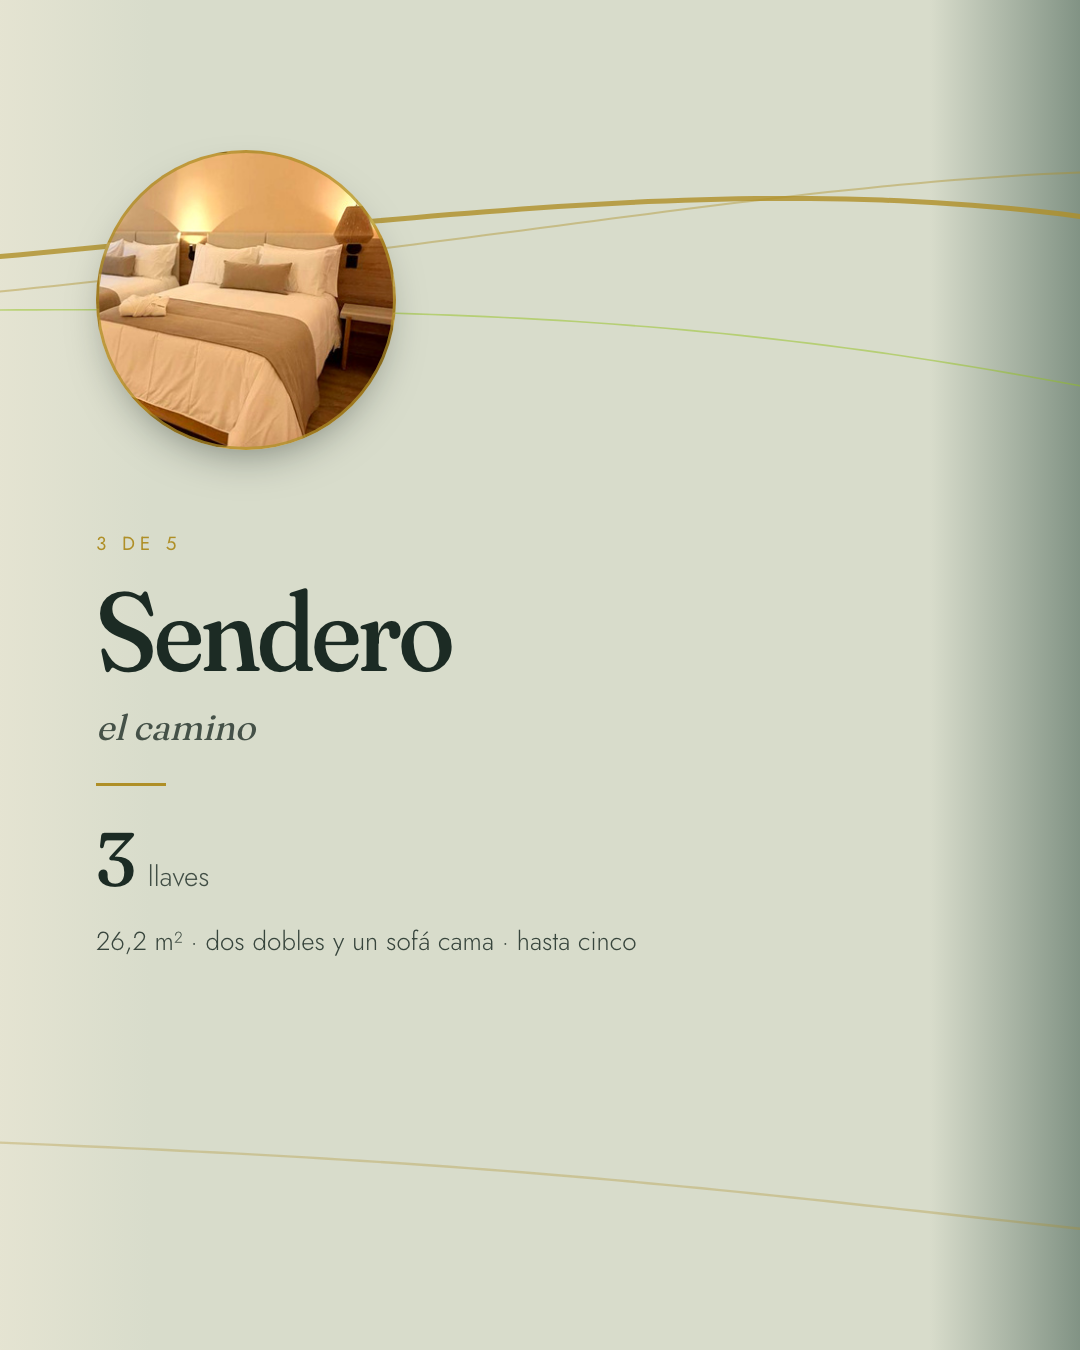 3 DE 5
Sendero
el camino
3 llaves
26,2 m² · dos dobles y un sofá cama · hasta cinco